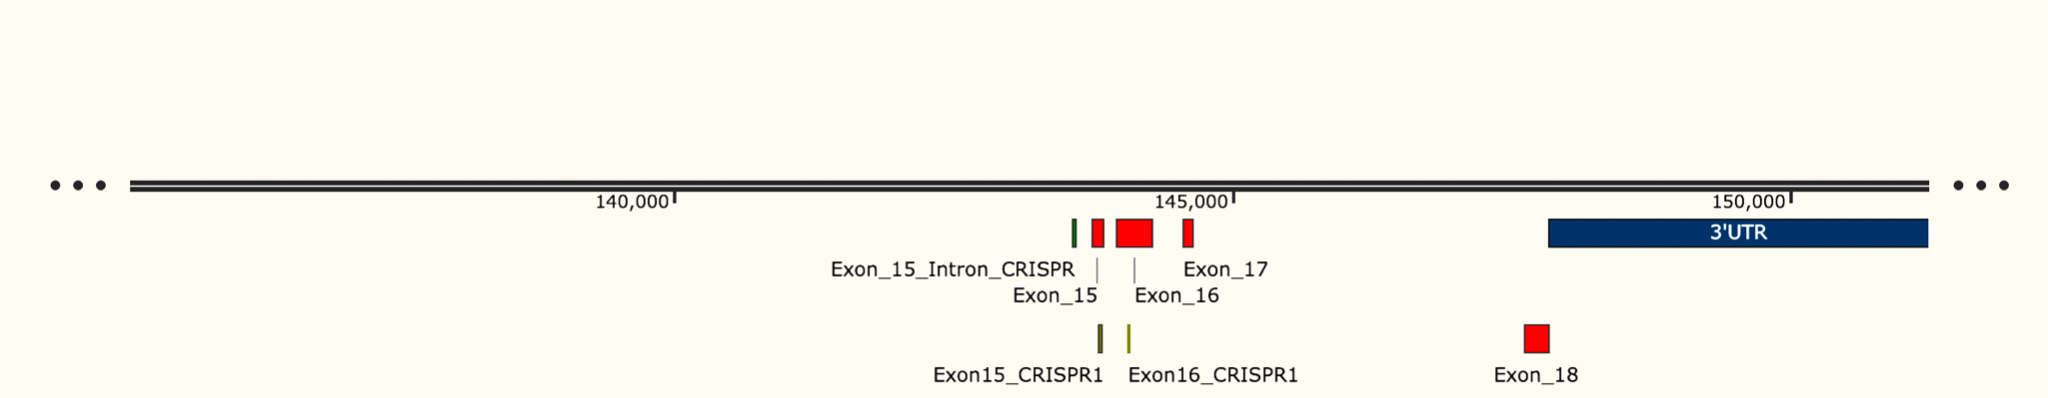 140,000
145,000
150,000
3'UTR
Exon_15_Intron_CRISPR
Exon_17
Exon_15
Exon_16
Exon15_CRISPR1
Exon16_CRISPR1
Exon_18